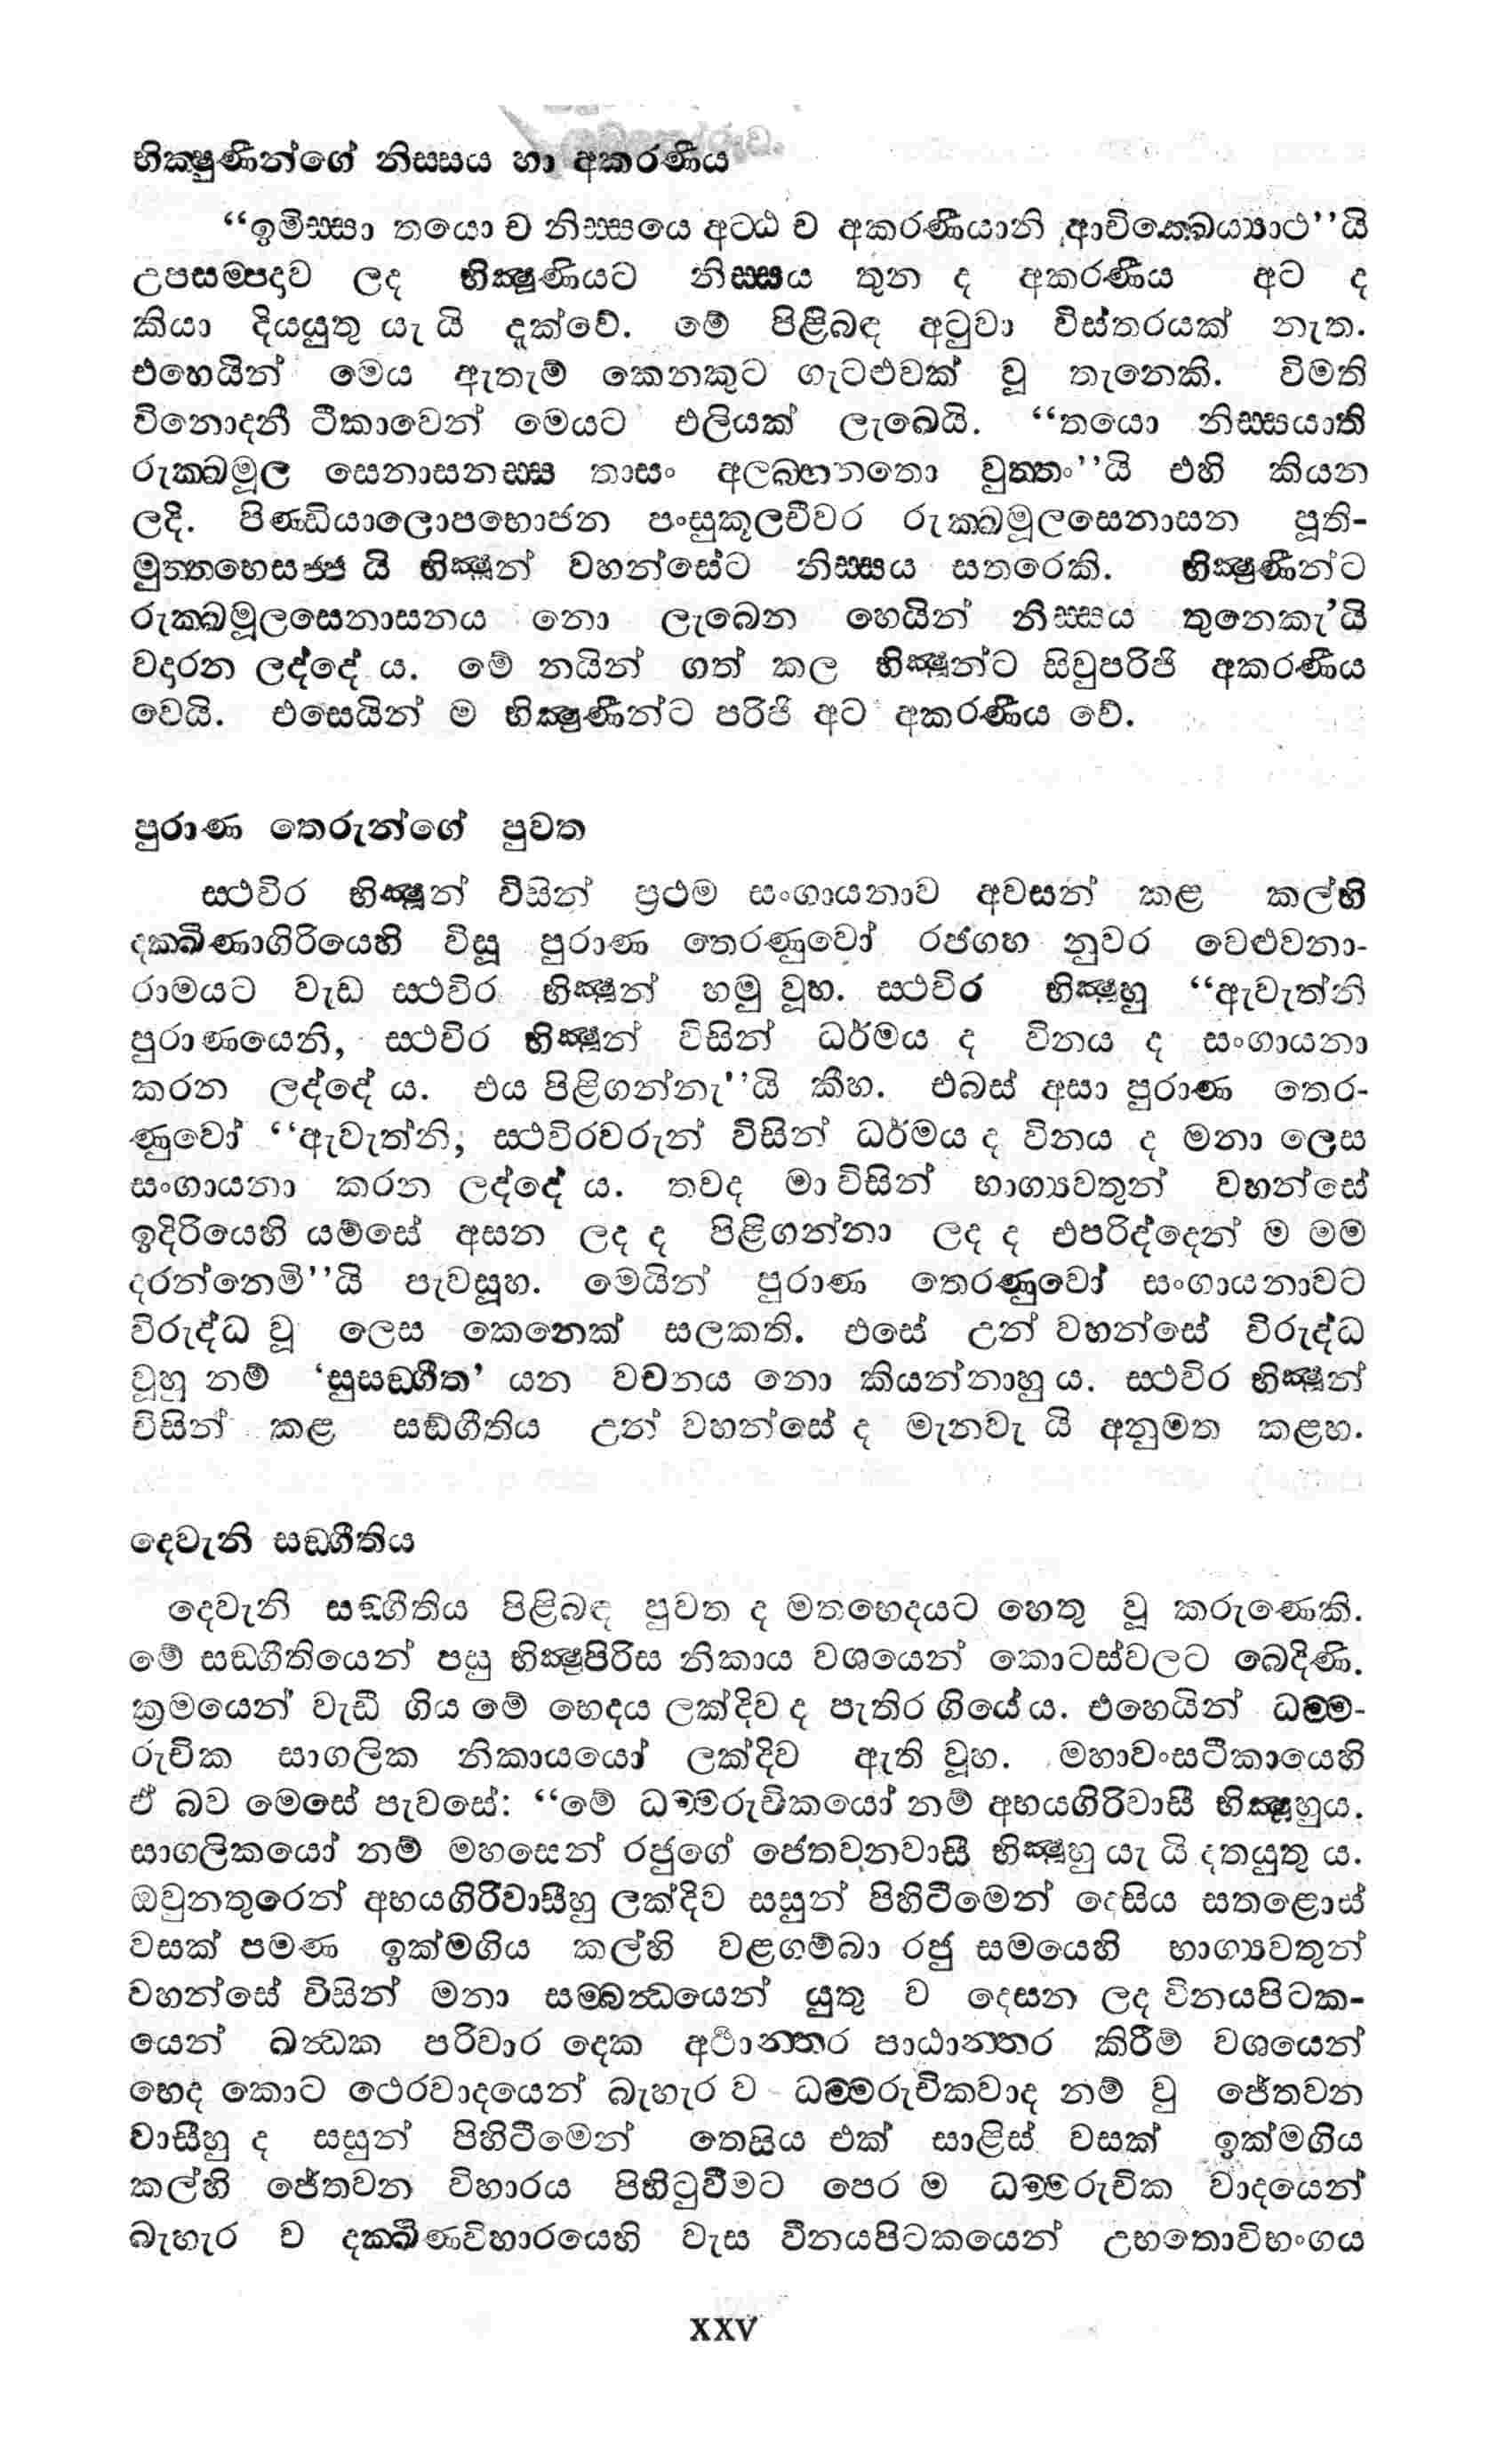 භික්‍ෂුණීන්ගේ නිස‍්සය හා අකරණීය
“ඉමිස‍්සා තයො ච නිස‍්සයෙ අට‍්ඨ ච අකරණීයානි ආචික‍්ඛෙය්‍යාථ”යි
උපසම‍්පදාව ලද භික්‍ෂුණියට නිස‍්සය තුන ද අකරණීය අට ද
කියා දියයුතු යැ යි දැක්වේ. මේ පිළිබඳ අටුවා විස්තරයක් නැත.
එහෙයින් මෙය ඇතැම් කෙනකුට ගැටළුවක් වූ තැනෙකි. විමති
විනොදනී ටීකාවෙන් මෙයට එලියක් ලැබෙයි. “තයො නිස‍්සයාති
රුක‍්ඛමූල සෙනාසනස‍්ස තාසං අලබ‍්භනතො වුත‍්තං”යි එහි කියන
ලදි. පිණ‍්ඩියාලොපභොජන පංසුකූලචීවර රුක‍්ඛමූලසෙනාසන පූති-
මුත‍්තභෙසජ‍්ජ යි භික්‍ෂූන් වහන්සේට නිස‍්සය සතරෙකි. භික්‍ෂුණීන්ට
රුක‍්ඛමූලසෙනාසනය නො ලැබෙන හෙයින් නිස‍්සය තුනෙකැ’යි
වදාරන ලද්දේ ය. මේ නයින් ගත් කල භික්‍ෂූන්ට සිවුපරිජි අකරණීය
වෙයි. එසෙයින් ම භික්‍ෂුණීන්ට පරිජි අට අකරණීය වේ.
පුරාණ තෙරුන්ගේ පුවත
ස‍්ථවිර භික්‍ෂූන් විසින් ප්‍රථම සංගායනාව අවසන් කළ කල්හි
දක‍්ඛිණාගිරියෙහි විසූ පුරාණ තෙරණුවෝ රජගහ නුවර වෙළුවනා-
රාමයට වැඩ ස‍්ථවිර භික්‍ෂූන් හමු වූහ. ස‍්ථවිර භික්‍ෂූහු “ඇවැත්නි
පුරාණයෙනි, ස‍්ථවිර භික්‍ෂූන් විසින් ධර්මය ද විනය ද සංගායනා
කරන ලද්දේ ය. එය පිළිගන්නැ”යි කීහ. එබස් අසා පුරාණ තෙර-
ණුවෝ “ඇවැත්නි, ස‍්ථවිරවරුන් විසින් ධර්මය ද විනය ද මනා ලෙස
සංගායනා කරන ලද්දේ ය. තවද මා විසින් භාග්‍යවතුන් වහන්සේ
ඉදිරියෙහි යම්සේ අසන ලද ද පිළිගන්නා ලද ද එපරිද්දෙන් ම මම
දරන්නෙමි”යි පැවසූහ. මෙයින් පුරාණ තෙරණුවෝ සංගායනාවට
විරුද්ධ වූ ලෙස කෙනෙක් සලකති. එසේ උන් වහන්සේ විරුද්ධ
වූහු නම් ‘සුසඞ‍්ගීත’ යන වචනය නො කියන්නාහු ය. ස‍්ථවිර භික්‍ෂූන්
විසින් කළ සඞ්ගීතිය උන් වහන්සේ ද මැනවැ යි අනුමත කළහ.
දෙවැනි සඞ‍්ගීතිය
දෙවැනි සඞ‍්ගීතිය පිළිබඳ පුවත ද මතභෙදයට හෙතු වූ කරුණෙකි.
මේ සඞ‍්ගීතියෙන් පසු භික්‍ෂුපිරිස නිකාය වශයෙන් කොටස්වලට බෙදිණි.
ක්‍රමයෙන් වැඩී ගිය මේ භෙදය ලක්දිව ද පැතිර ගියේ ය. එහෙයින් ධම‍්ම-
රුචික සාගලික නිකායයෝ ලක්දිව ඇති වූහ. මහාවංසටීකායෙහි
ඒ බව මෙසේ පැවසේ: “මේ ධම‍්මරුචිකයෝ නම් අභයගිරිවාසී භික්‍ෂූහුය.
සාගලිකයෝ නම් මහසෙන් රජුගේ ජෙතවනවාසී භික්‍ෂූහු යැ යි දතයුතු ය.
ඔවුනතුරෙන් අභයගිරිවාසීහු ලක්දිව සසුන් පිහිටීමෙන් දෙසිය සතළොස්
වසක් පමණ ඉක්මගිය කල්හි වළගම්බා රජු සමයෙහි භාග්‍යවතුන්
වහන්සේ විසින් මනා සම‍්බන්‍ධයෙන් යුතු ව දෙසන ලද විනයපිටක-
යෙන් ඛන්‍ධක පරිවාර දෙක අර්‍ථාන‍්තර පාඨාන‍්තර කිරීම් වශයෙන්
භෙද කොට ථෙරවාදයෙන් බැහැර ව ධම‍්මරුචිකවාද නම් වූ ජේතවන
වාසීහු ද සසුන් පිහිටීමෙන් තෙසිය එක් සාළිස් වසක් ඉක්මගිය
කල්හි ජේතවන විහාරය පිහිටුවීමට පෙර ම ධම‍්මරුචික වාදයෙන්
බැහැර ව දක‍්ඛිණවිහාරයෙහි වැස විනයපිටකයෙන් උභතොවිභංගය
XXV